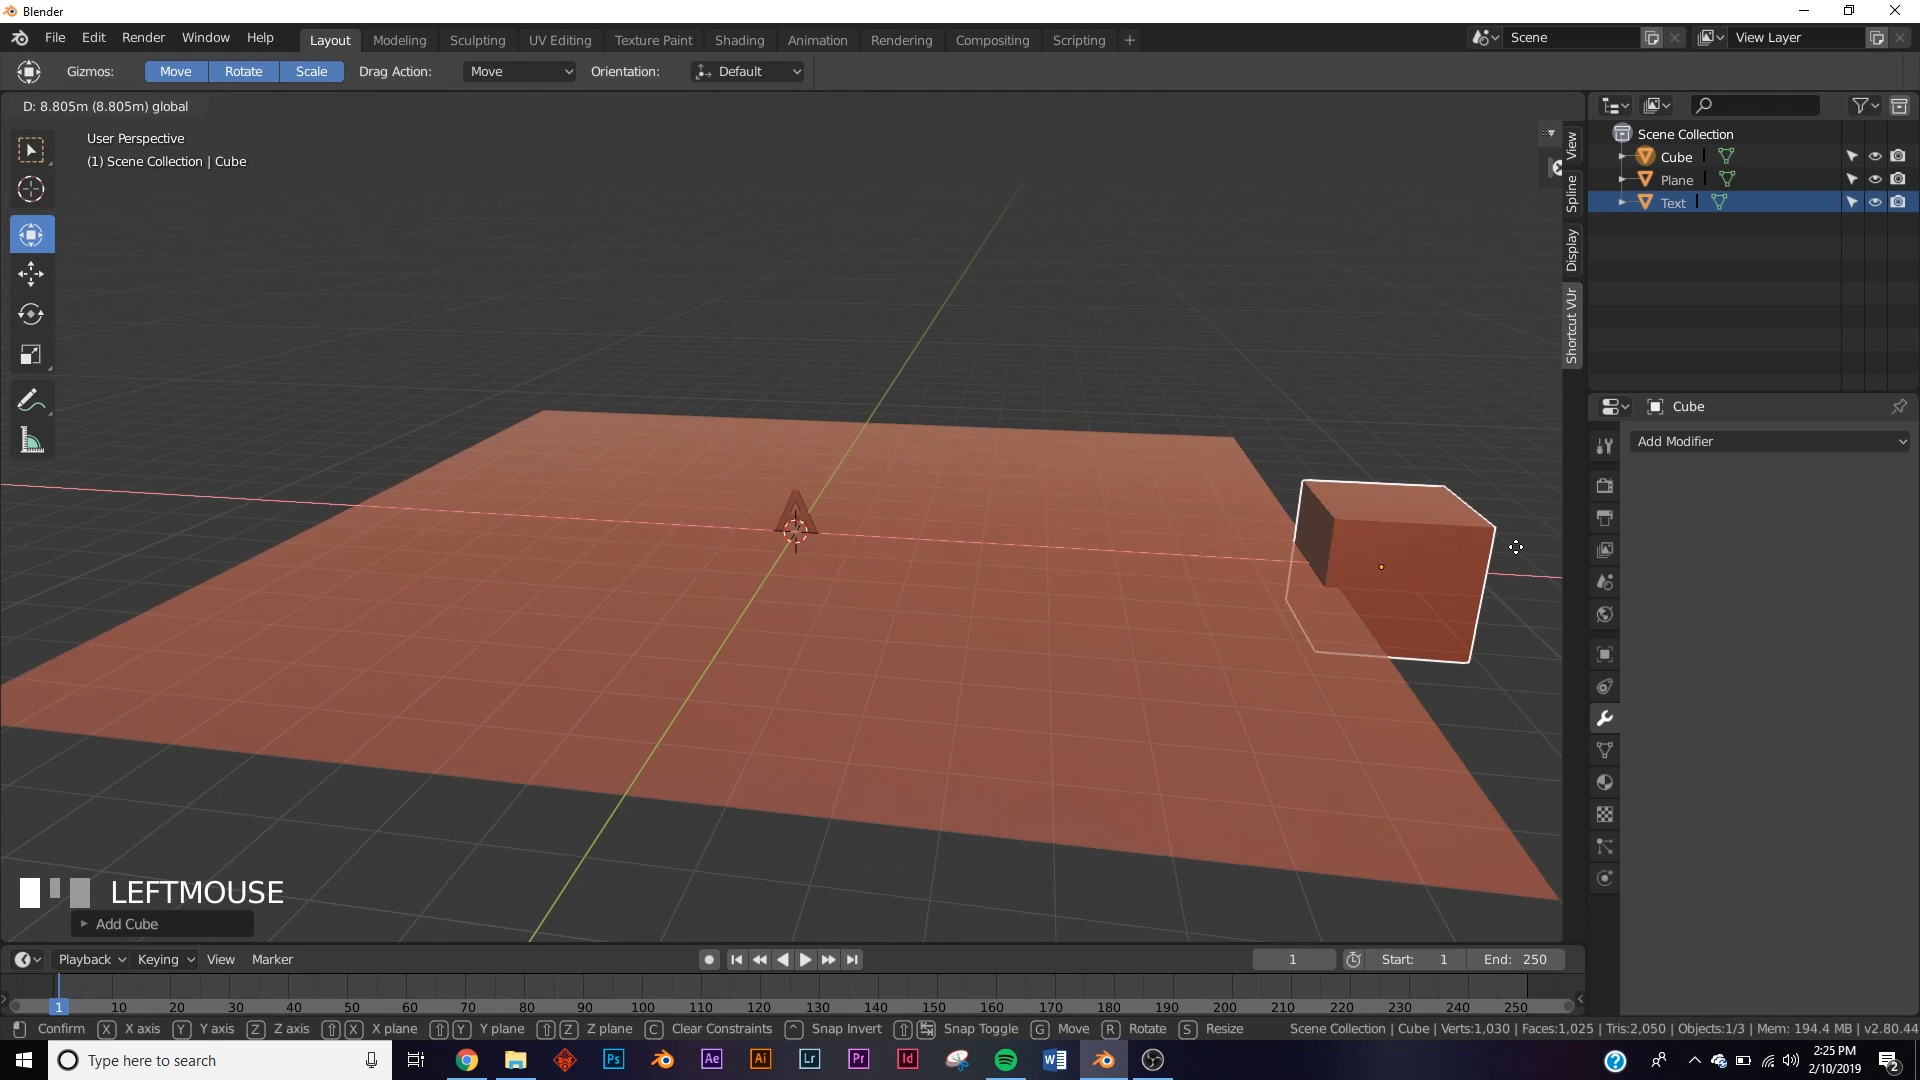 Blender
File Edit Render Window Help Layout Modeling Sculpting UV Editing Texture Paint Shading Animation Rendering Compositing Scripting + Scene View Layer
Gizmos: Move Rotate Scale Drag Action: Move Orientation: Default
D: 8.805m (8.805m) global
User Perspective
(1) Scene Collection | Cube
View
Spline
Display
Shortcut VUr
Scene Collection
Cube
Plane
Text
Cube
Add Modifier
A
LEFTMOUSE
Add Cube
Playback Keying View Marker 1 Start: 1 End: 250
1 10 20 30 40 50 60 70 80 90 100 110 120 130 140 150 160 170 180 190 200 210 220 230 240 250
Confirm X X axis Y Y axis Z Z axis X X plane Y Y plane Z Z plane C Clear Constraints ^ Snap Invert Snap Toggle G Move R Rotate S Resize Scene Collection | Cube | Verts:1,030 | Faces:1,025 | Tris:2,050 | Objects:1/3 | Mem: 194.4 MB | v2.80.44
Type here to search Ps Ae Ai Lr Pr Id 2:25 PM
2/10/2019 2